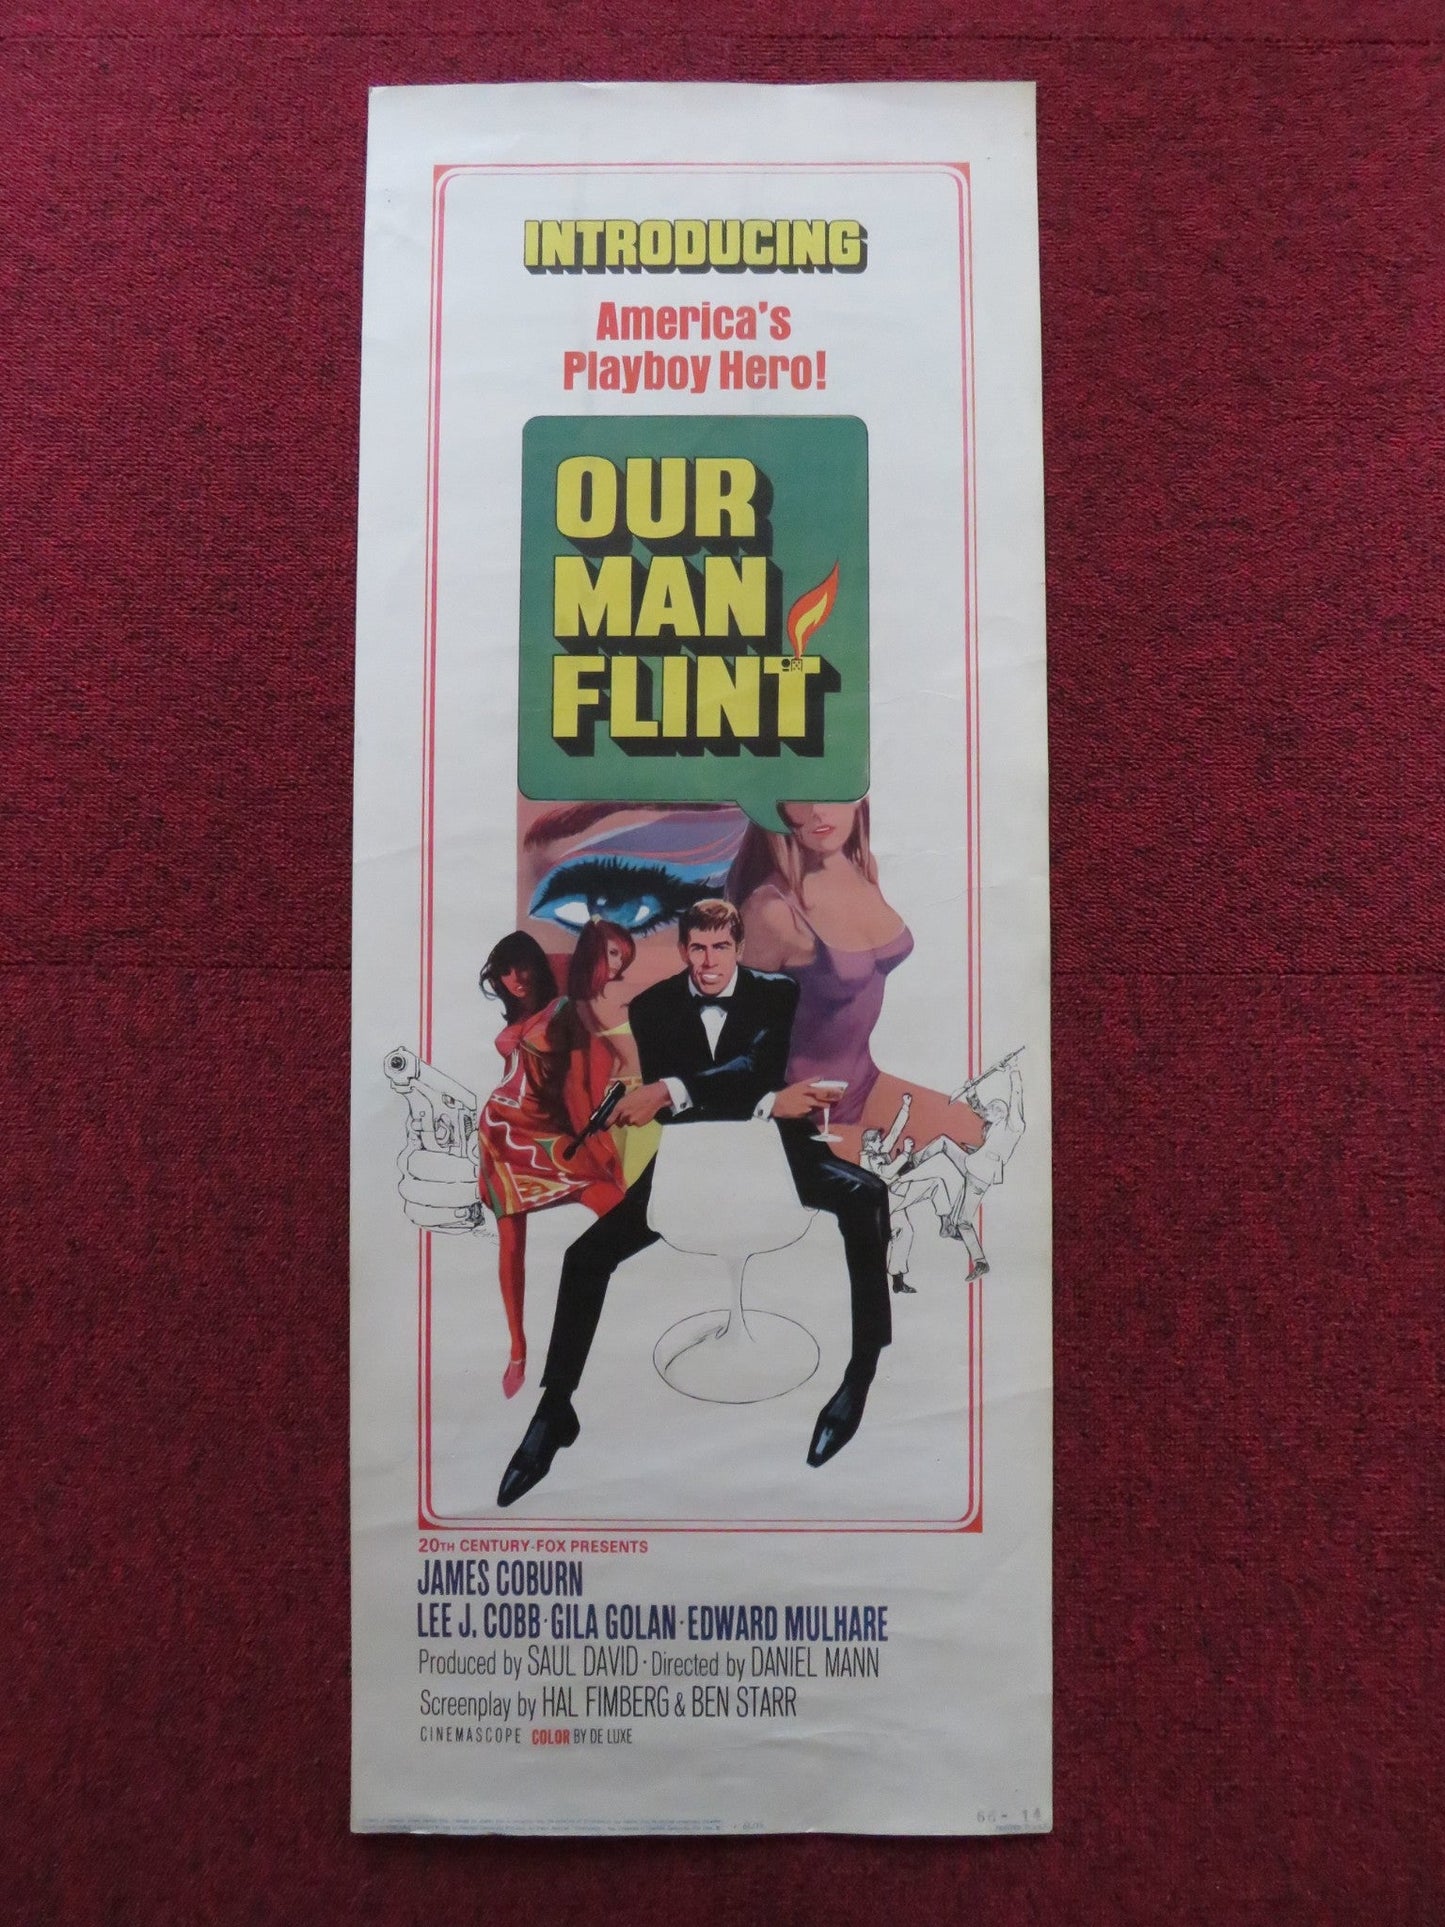 INTRODUCING
America's
Playboy Hero!
OUR
MAN
FLINT
20TH CENTURY-FOX PRESENTS
JAMES COBURN
LEE J. COBB · GILA GOLAN · EDWARD MULHARE
Produced by SAUL DAVID · Directed by DANIEL MANN
Screenplay by HAL FIMBERG & BEN STARR
CINEMASCOPE COLOR BY DE LUXE